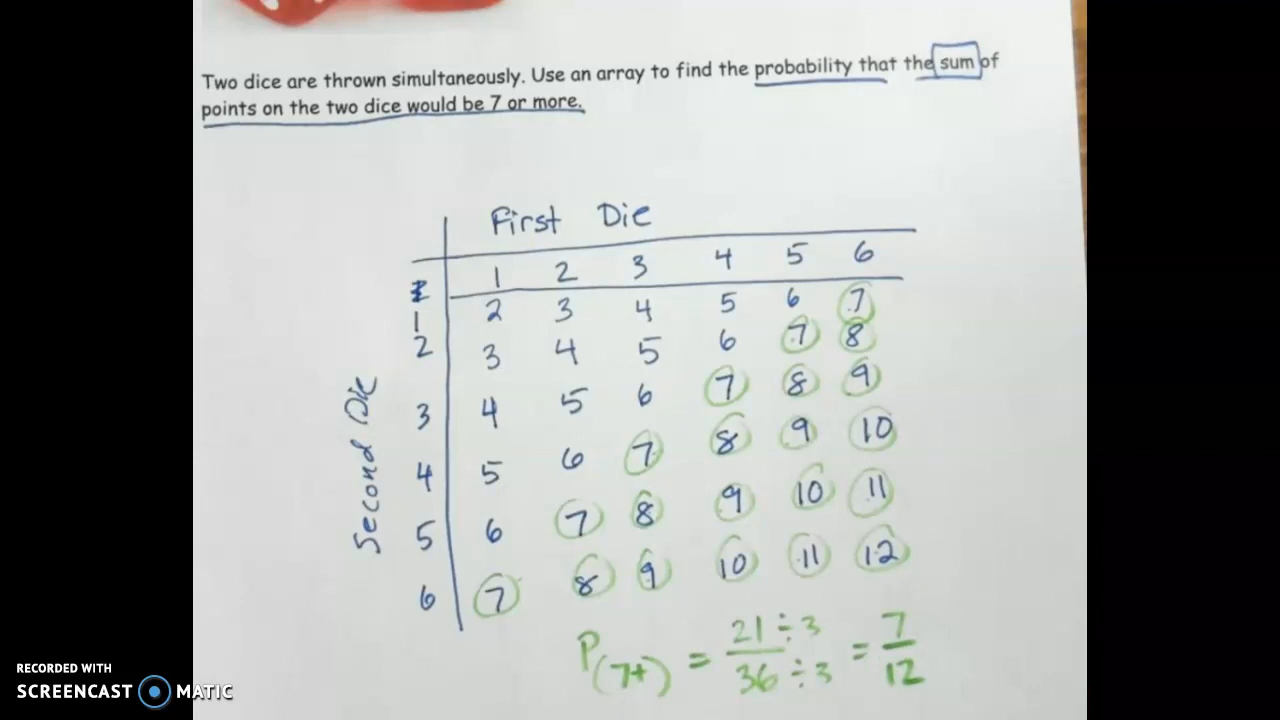 Two dice are thrown simultaneously. Use an array to find the probability that the sum of
points on the two dice would be 7 or more.
First Die
1 2 3 4 5 6
1 2 3 4 5 6 7
2 3 4 5 6 7 8
3 4 5 6 7 8 9
4 5 6 7 8 9 10
5 6 7 8 9 10 11
6 7 8 9 10 11 12
Second Die
P(7+) = 21÷3 / 36÷3 = 7/12
RECORDED WITH
SCREENCAST MATIC